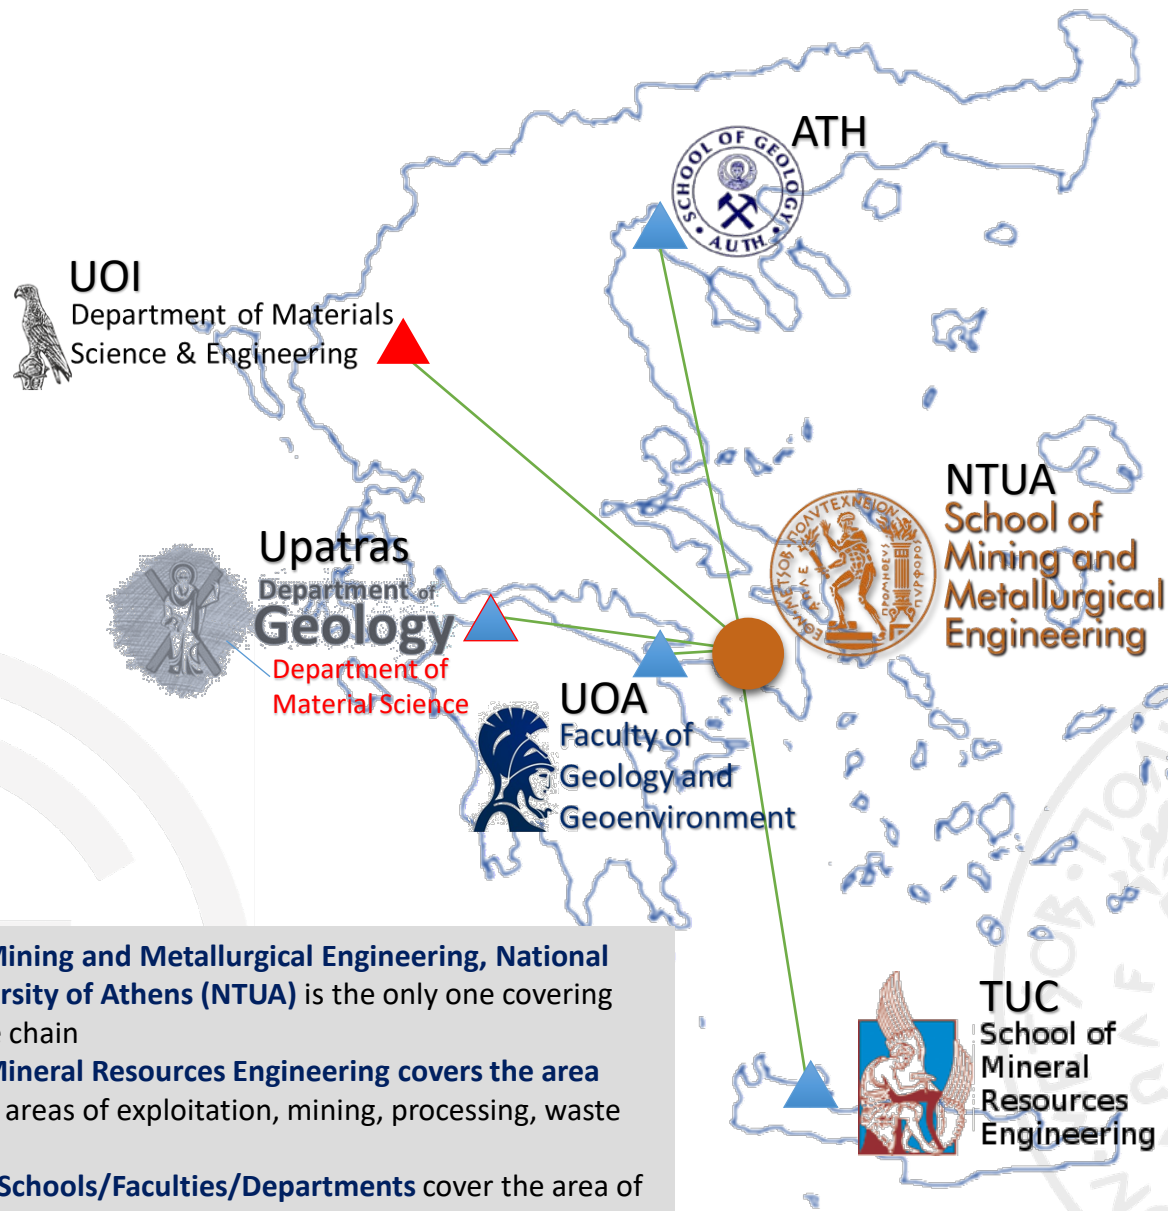 ATH
SCHOOL OF GEOLOGY
A.U.TH.
UOI
Department of Materials
Science & Engineering
NTUA
School of
Mining and
Metallurgical
Engineering
ΠΡΟΜΗΘΕΥΣ
ΠΥΡΦΟΡΟΣ
Upatras
Department of
Geology
Department of
Material Science
UOA
Faculty of
Geology and
Geoenvironment
Mining and Metallurgical Engineering, National
rsity of Athens (NTUA) is the only one covering
e chain
Mineral Resources Engineering covers the area
areas of exploitation, mining, processing, waste
Schools/Faculties/Departments cover the area of
TUC
School of
Mineral
Resources
Engineering